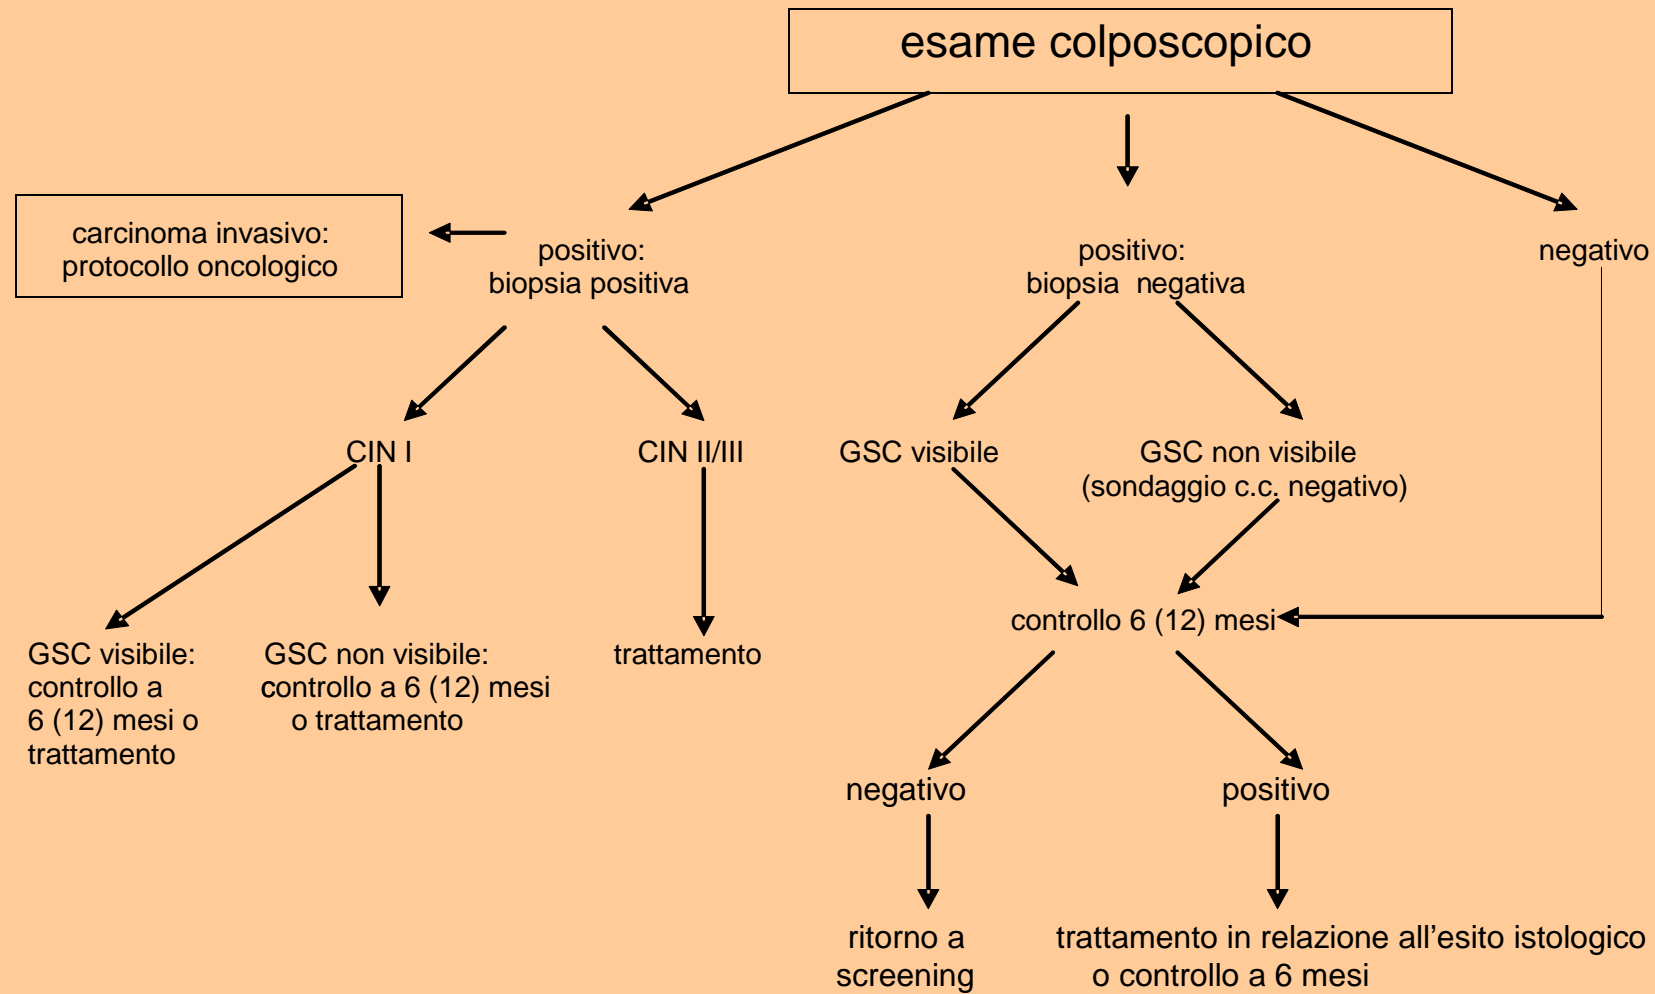 esame colposcopico
carcinoma invasivo:
protocollo oncologico
positivo:
biopsia positiva
positivo:
biopsia negativa
negativo
CIN I
CIN II/III
GSC visibile
GSC non visibile
(sondaggio c.c. negativo)
controllo 6 (12) mesi
GSC visibile:
controllo a
6 (12) mesi o
trattamento
GSC non visibile:
controllo a 6 (12) mesi
o trattamento
trattamento
negativo
positivo
ritorno a
screening
trattamento in relazione all'esito istologico
o controllo a 6 mesi